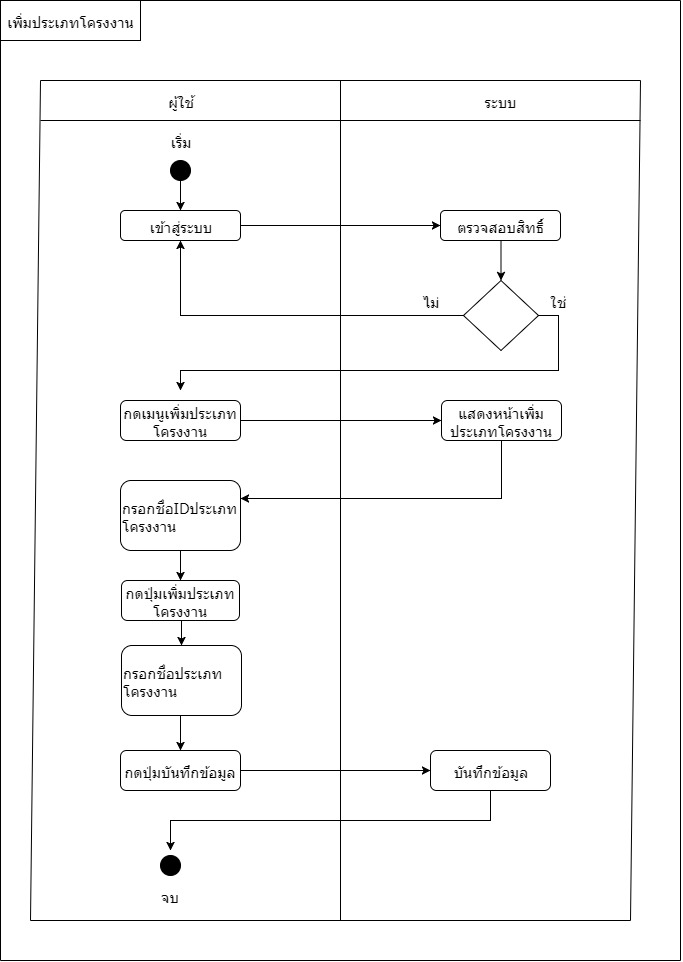 เพิ่มประเภทโครงงาน
ผู้ใช้
ระบบ
เริ่ม
เข้าสู่ระบบ
ตรวจสอบสิทธิ์
ไม่
ใช่
กดเมนูเพิ่มประเภท
โครงงาน
แสดงหน้าเพิ่ม
ประเภทโครงงาน
กรอกชื่อIDประเภท
โครงงาน
กดปุ่มเพิ่มประเภท
โครงงาน
กรอกชื่อประเภท
โครงงาน
กดปุ่มบันทึกข้อมูล
บันทึกข้อมูล
จบ